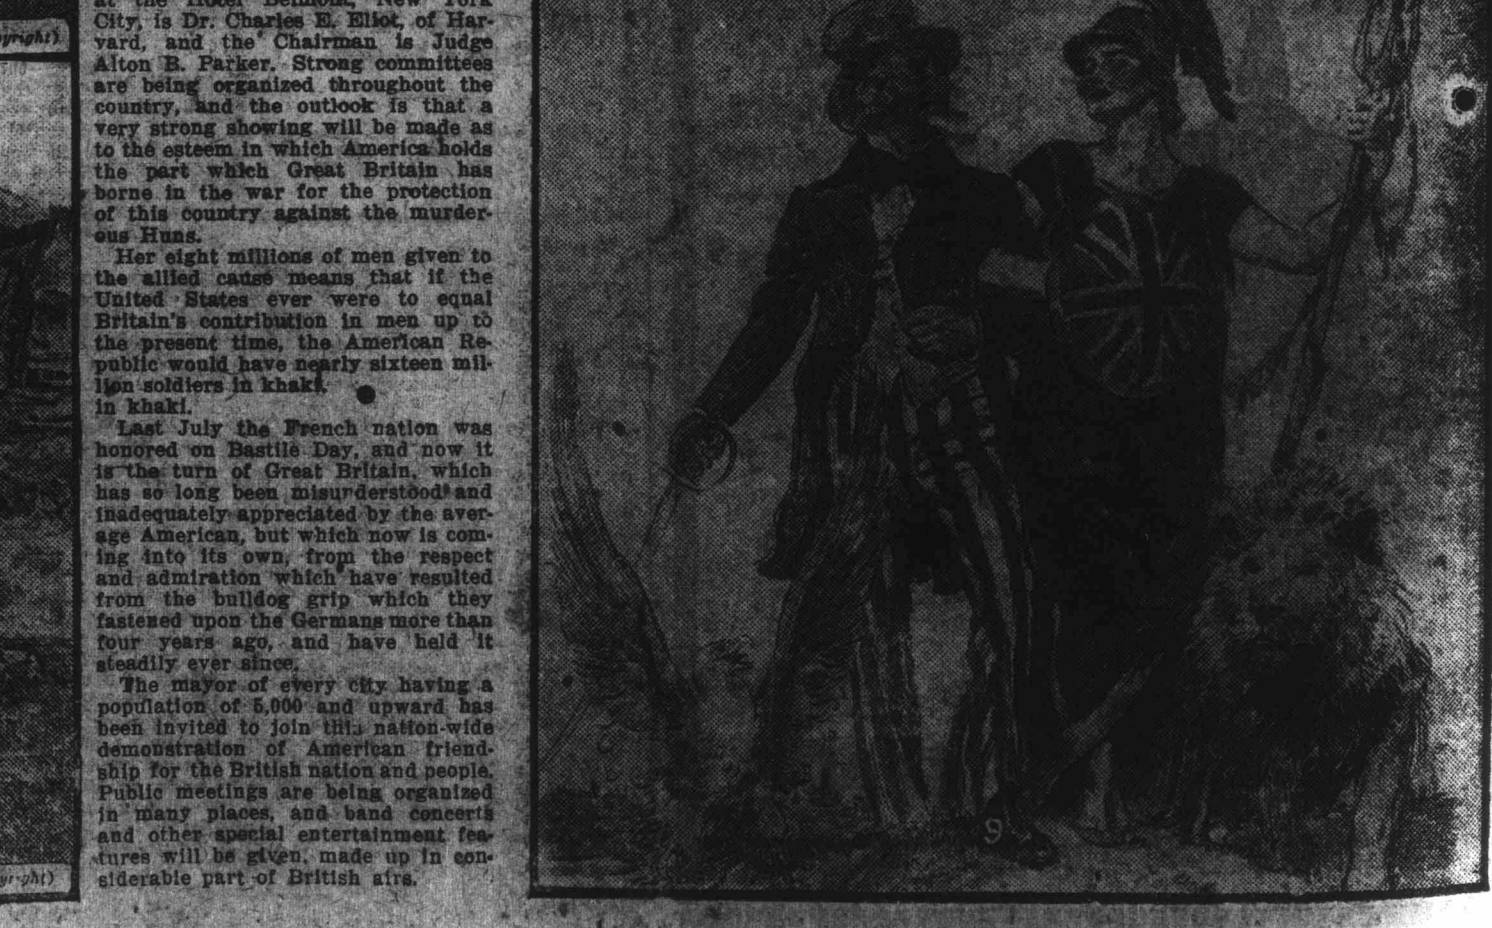 yright)
at the Hotel Belmont, New York
City, is Dr. Charles E. Eliot, of Har-
vard, and the Chairman is Judge
Alton B. Parker. Strong committees
are being organized throughout the
country, and the outlook is that a
very strong showing will be made as
to the esteem in which America holds
the part which Great Britain has
borne in the war for the protection
of this country against the murder-
ous Huns.
Her eight millions of men given to
the allied cause means that if the
United States ever were to equal
Britain's contribution in men up to
the present time, the American Re-
public would have nearly sixteen mil-
lion soldiers in khaki.
in khaki.
Last July the French nation was
honored on Bastile Day, and now it
is the turn of Great Britain, which
has so long been misunderstood and
inadequately appreciated by the aver-
age American, but which now is com-
ing into its own, from the respect
and admiration which have resulted
from the bulldog grip which they
fastened upon the Germans more than
four years ago, and have held it
steadily ever since.
The mayor of every city having a
population of 5,000 and upward has
been invited to join this nation-wide
demonstration of American friend-
ship for the British nation and people.
Public meetings are being organized
in many places, and band concerts
and other special entertainment fea-
tures will be given, made up in con-
siderable part of British airs.
yright)
9